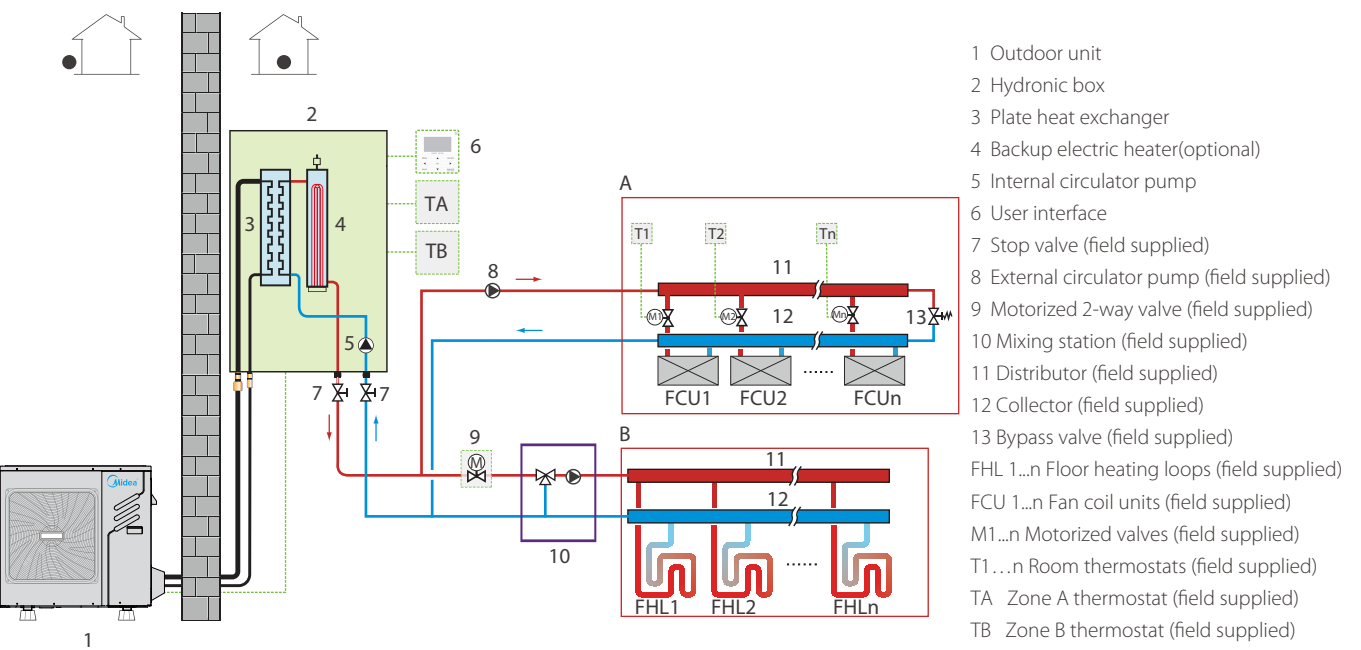 2
6
TA
TB
3
4
5
7
7
8
A
T1
T2
Tn
11
M1
M2
Mn
12
13
FCU1
FCU2
......
FCUn
9
M
10
B
11
12
......
FHL1
FHL2
FHLn
Midea
1
1 Outdoor unit
2 Hydronic box
3 Plate heat exchanger
4 Backup electric heater(optional)
5 Internal circulator pump
6 User interface
7 Stop valve (field supplied)
8 External circulator pump (field supplied)
9 Motorized 2-way valve (field supplied)
10 Mixing station (field supplied)
11 Distributor (field supplied)
12 Collector (field supplied)
13 Bypass valve (field supplied)
FHL 1...n Floor heating loops (field supplied)
FCU 1...n Fan coil units (field supplied)
M1...n Motorized valves (field supplied)
T1…n Room thermostats (field supplied)
TA Zone A thermostat (field supplied)
TB Zone B thermostat (field supplied)